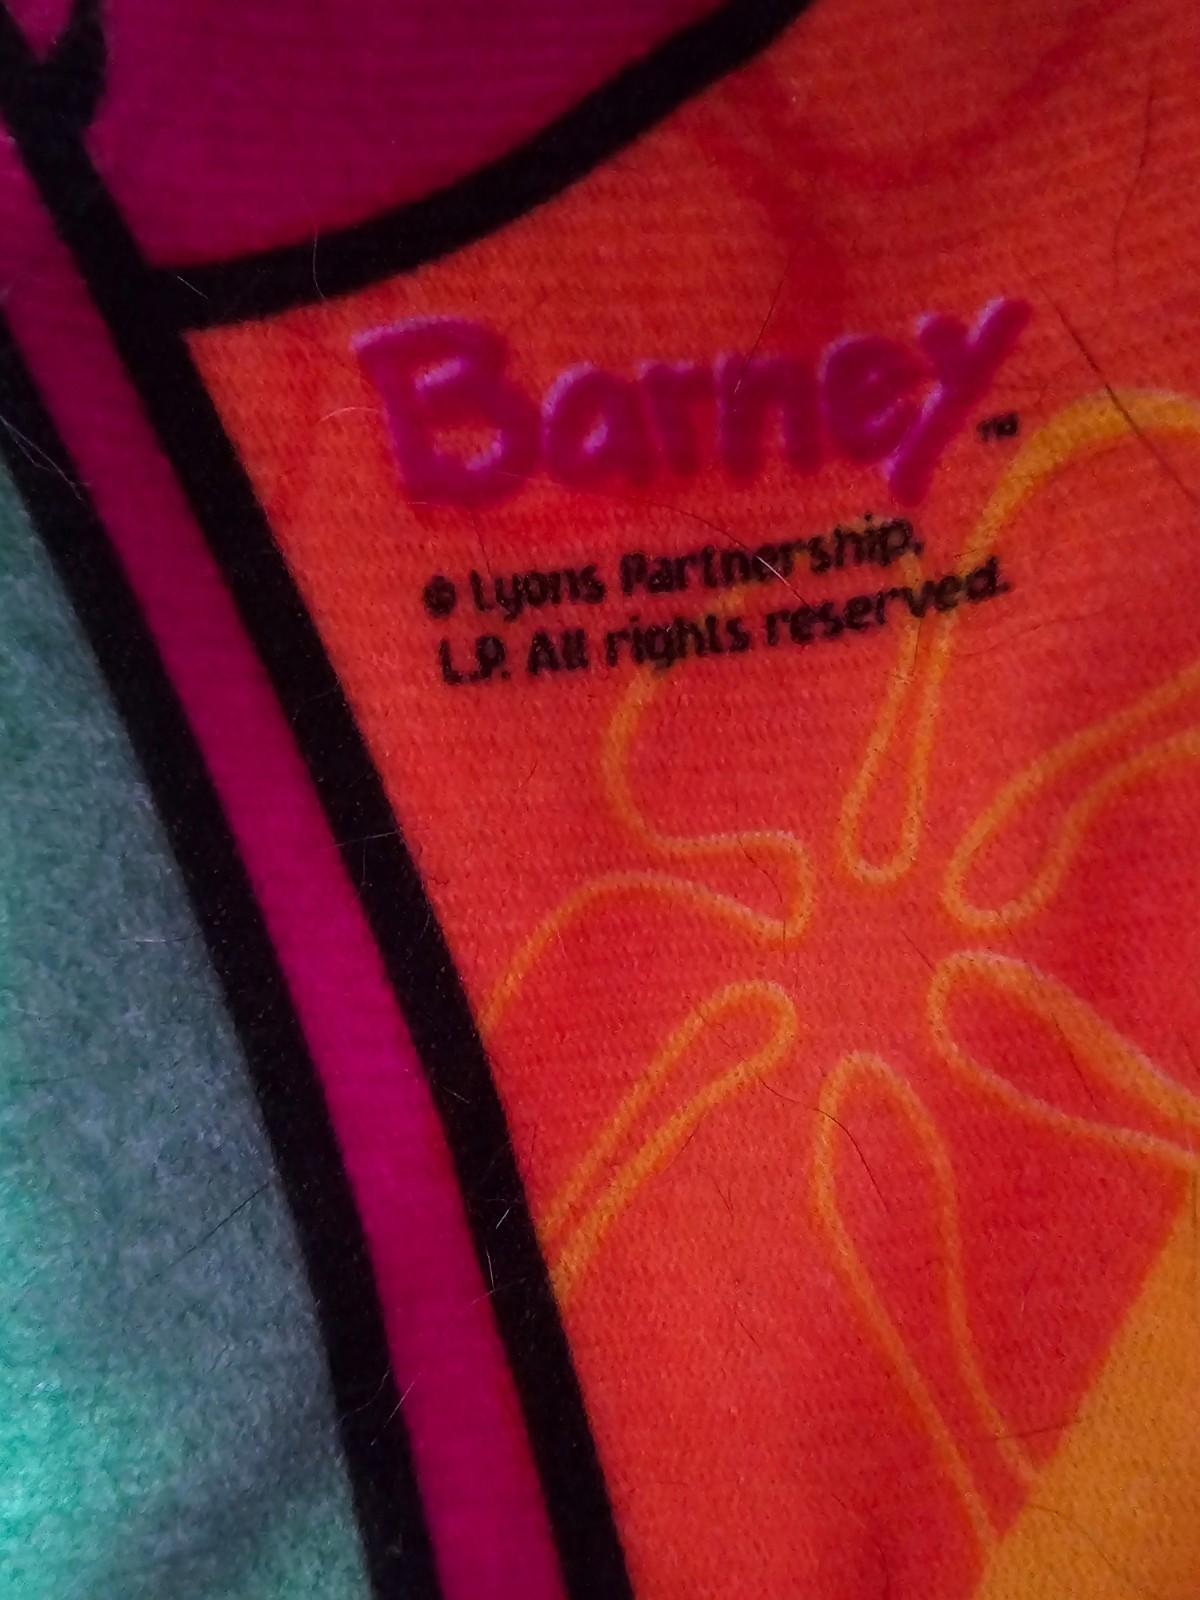 Barney™
© Lyons Partnership,
L.P. All rights reserved.